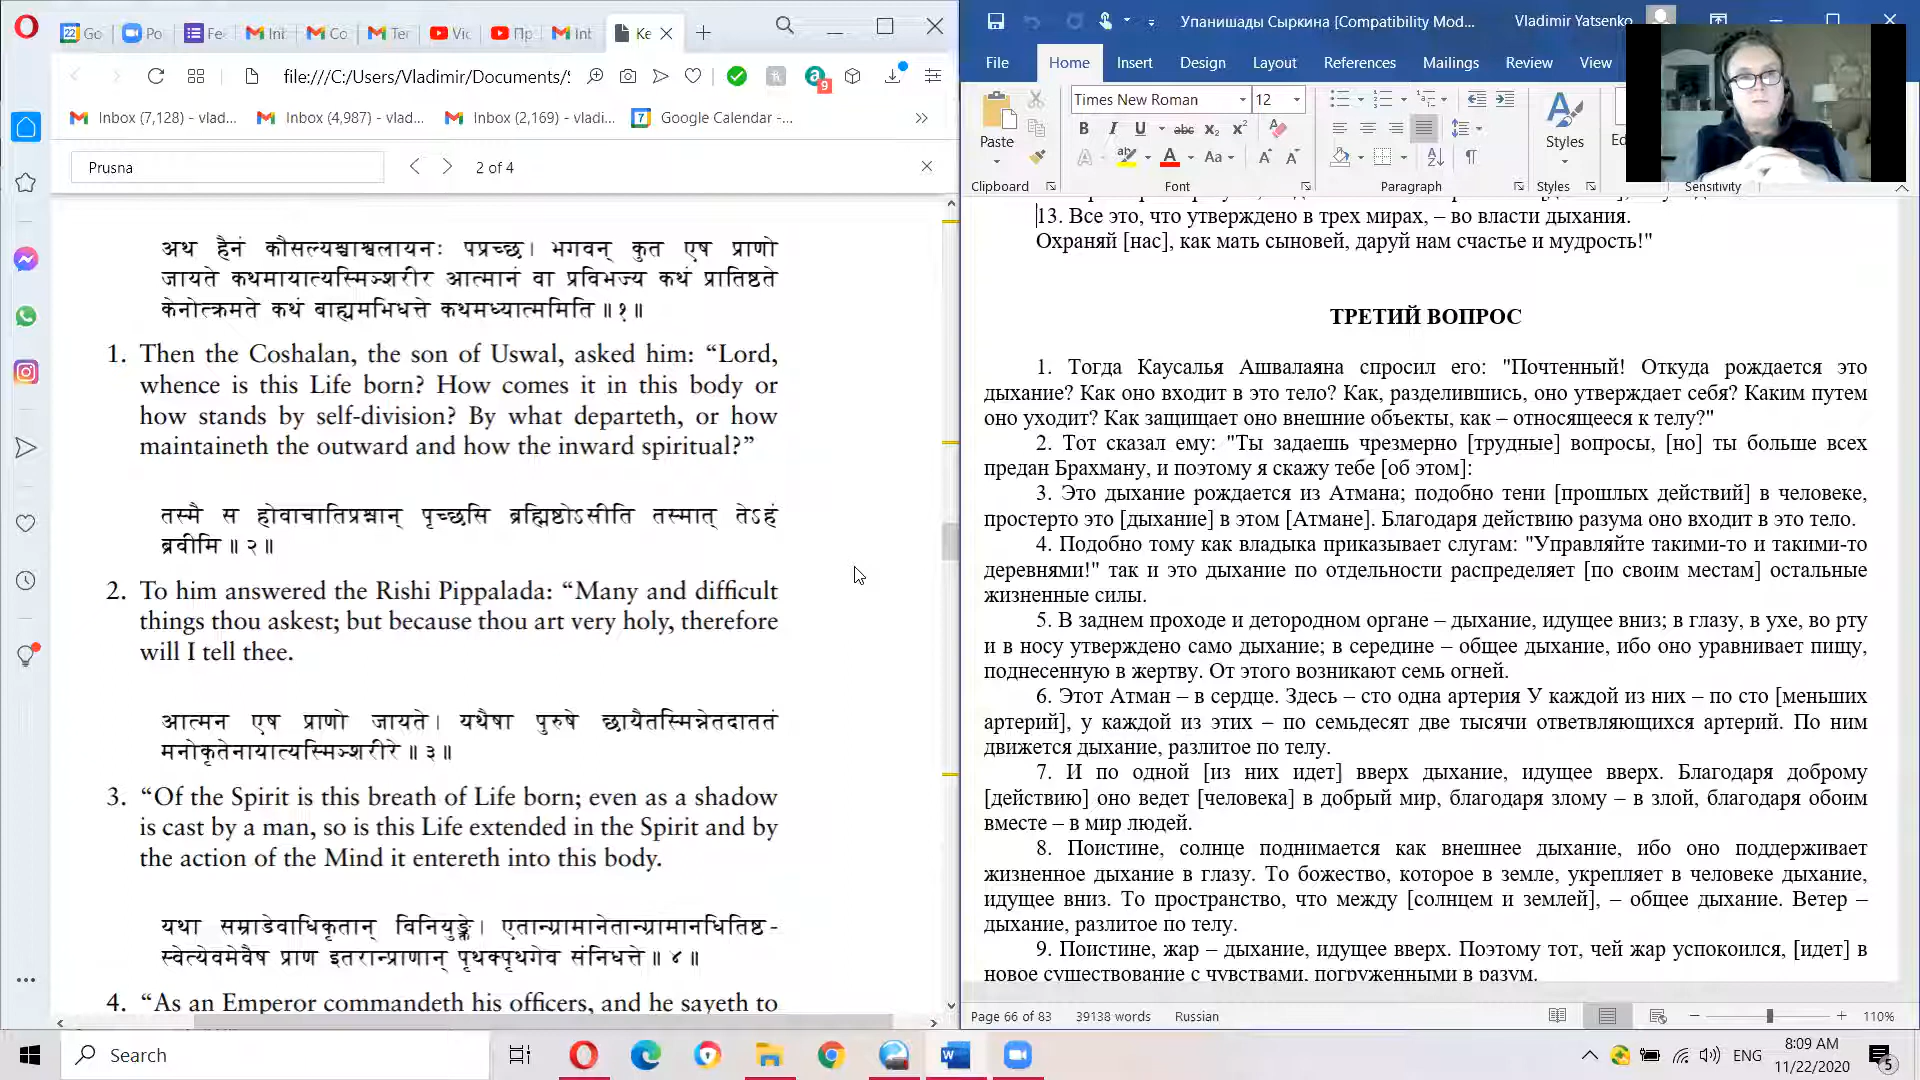 Go
Po
Fe
Ini
Co
Ter
Vic
Int
Ke
file:///C:/Users/Vladimir/Documents/
9
Inbox (7,128) - vlad...
Inbox (4,987) - vlad...
Inbox (2,169) - vladi...
Google Calendar -...
Prusna
2 of 4
अथ हैनं कौसल्यश्चाश्वलायनः पप्रच्छ। भगवन् कुत एष प्राणो
जायते कथमायात्यस्मिञ्शरीर आत्मानं वा प्रविभज्य कथं प्रातिष्ठते
केनोत्क्रमते कथं बाह्यमभिधत्ते कथमध्यात्ममिति॥१॥
1. Then the Coshalan, the son of Uswal, asked him: “Lord,
whence is this Life born? How comes it in this body or
how stands by self-division? By what departeth, or how
maintaineth the outward and how the inward spiritual?”
तस्मै स होवाचातिप्रश्नान् पृच्छसि ब्रह्मिष्ठोऽसीति तस्मात् तेऽहं
ब्रवीमि॥२॥
2. To him answered the Rishi Pippalada: “Many and difficult
things thou askest; but because thou art very holy, therefore
will I tell thee.
आत्मन एष प्राणो जायते। यथैषा पुरुषे छायैतस्मिन्नेतदाततं
मनोकृतेनायात्यस्मिञ्शरीरे॥३॥
3. “Of the Spirit is this breath of Life born; even as a shadow
is cast by a man, so is this Life extended in the Spirit and by
the action of the Mind it entereth into this body.
यथा सम्राडेवाधिकृतान् विनियुङ्क्ते। एतान्ग्रामानेतान्ग्रामानधितिष्ठ-
स्वेत्येवमेवैष प्राण इतरान्प्राणान् पृथक्पृथगेव संनिधत्ते॥४॥
4. “As an Emperor commandeth his officers, and he sayeth to
Упанишады Сыркина [Compatibility Mod...
Vladimir Yatsenko
File Home Insert Design Layout References Mailings Review View
Paste
Times New Roman 12
Styles
Clipboard Font Paragraph Styles Sensitivity
13. Все это, что утверждено в трех мирах, – во власти дыхания.
Охраняй [нас], как мать сыновей, даруй нам счастье и мудрость!"
ТРЕТИЙ ВОПРОС
1. Тогда Каусалья Ашвалаяна спросил его: "Почтенный! Откуда рождается это
дыхание? Как оно входит в это тело? Как, разделившись, оно утверждает себя? Каким путем
оно уходит? Как защищает оно внешние объекты, как – относящееся к телу?"
2. Тот сказал ему: "Ты задаешь чрезмерно [трудные] вопросы, [но] ты больше всех
предан Брахману, и поэтому я скажу тебе [об этом]:
3. Это дыхание рождается из Атмана; подобно тени [прошлых действий] в человеке,
простерто это [дыхание] в этом [Атмане]. Благодаря действию разума оно входит в это тело.
4. Подобно тому как владыка приказывает слугам: "Управляйте такими-то и такими-то
деревнями!" так и это дыхание по отдельности распределяет [по своим местам] остальные
жизненные силы.
5. В заднем проходе и детородном органе – дыхание, идущее вниз; в глазу, в ухе, во рту
и в носу утверждено само дыхание; в середине – общее дыхание, ибо оно уравнивает пищу,
поднесенную в жертву. От этого возникают семь огней.
6. Этот Атман – в сердце. Здесь – сто одна артерия У каждой из них – по сто [меньших
артерий], у каждой из этих – по семьдесят две тысячи ответвляющихся артерий. По ним
движется дыхание, разлитое по телу.
7. И по одной [из них идет] вверх дыхание, идущее вверх. Благодаря доброму
[действию] оно ведет [человека] в добрый мир, благодаря злому – в злой, благодаря обоим
вместе – в мир людей.
8. Поистине, солнце поднимается как внешнее дыхание, ибо оно поддерживает
жизненное дыхание в глазу. То божество, которое в земле, укрепляет в человеке дыхание,
идущее вниз. То пространство, что между [солнцем и землей], – общее дыхание. Ветер –
дыхание, разлитое по телу.
9. Поистине, жар – дыхание, идущее вверх. Поэтому тот, чей жар успокоился, [идет] в
новое существование с чувствами, погруженными в разум.
Page 66 of 83 39138 words Russian 110%
Search
ENG
8:09 AM
11/22/2020
5